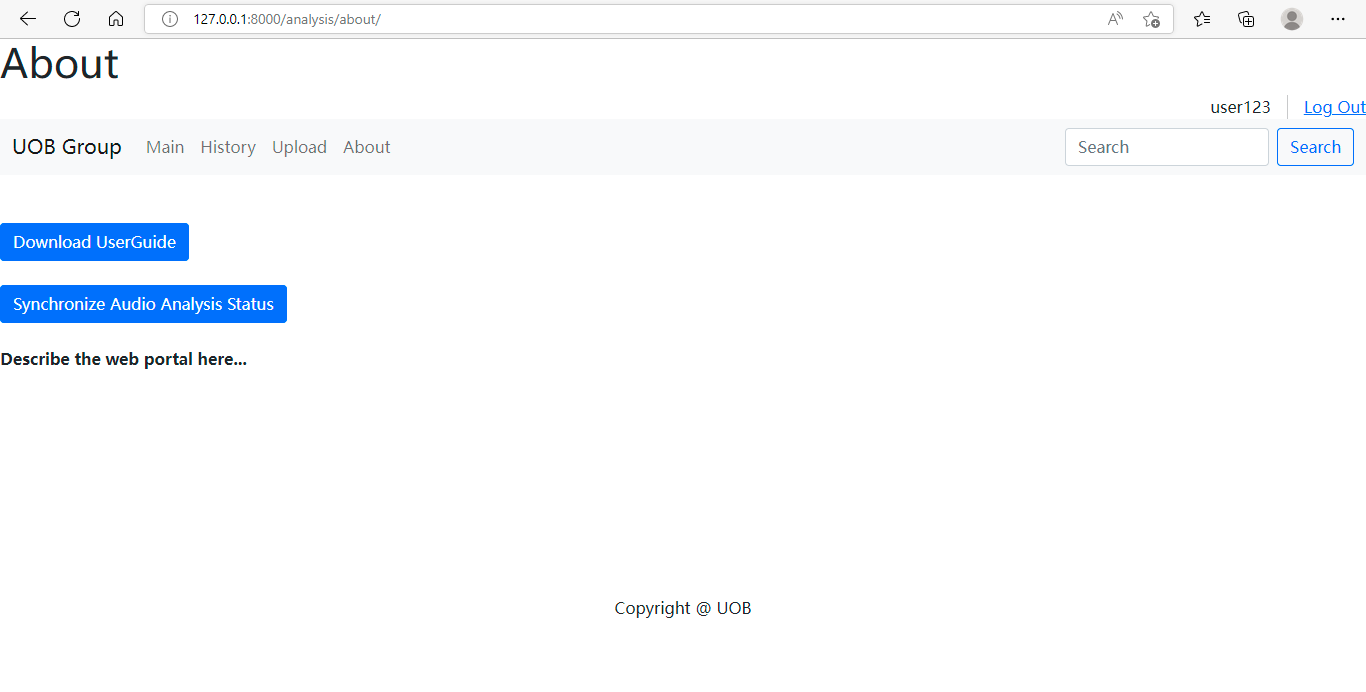 127.0.0.1:8000/analysis/about/
About
user123 Log Out
UOB Group Main History Upload About Search Search
Download UserGuide
Synchronize Audio Analysis Status
Describe the web portal here...
Copyright @ UOB